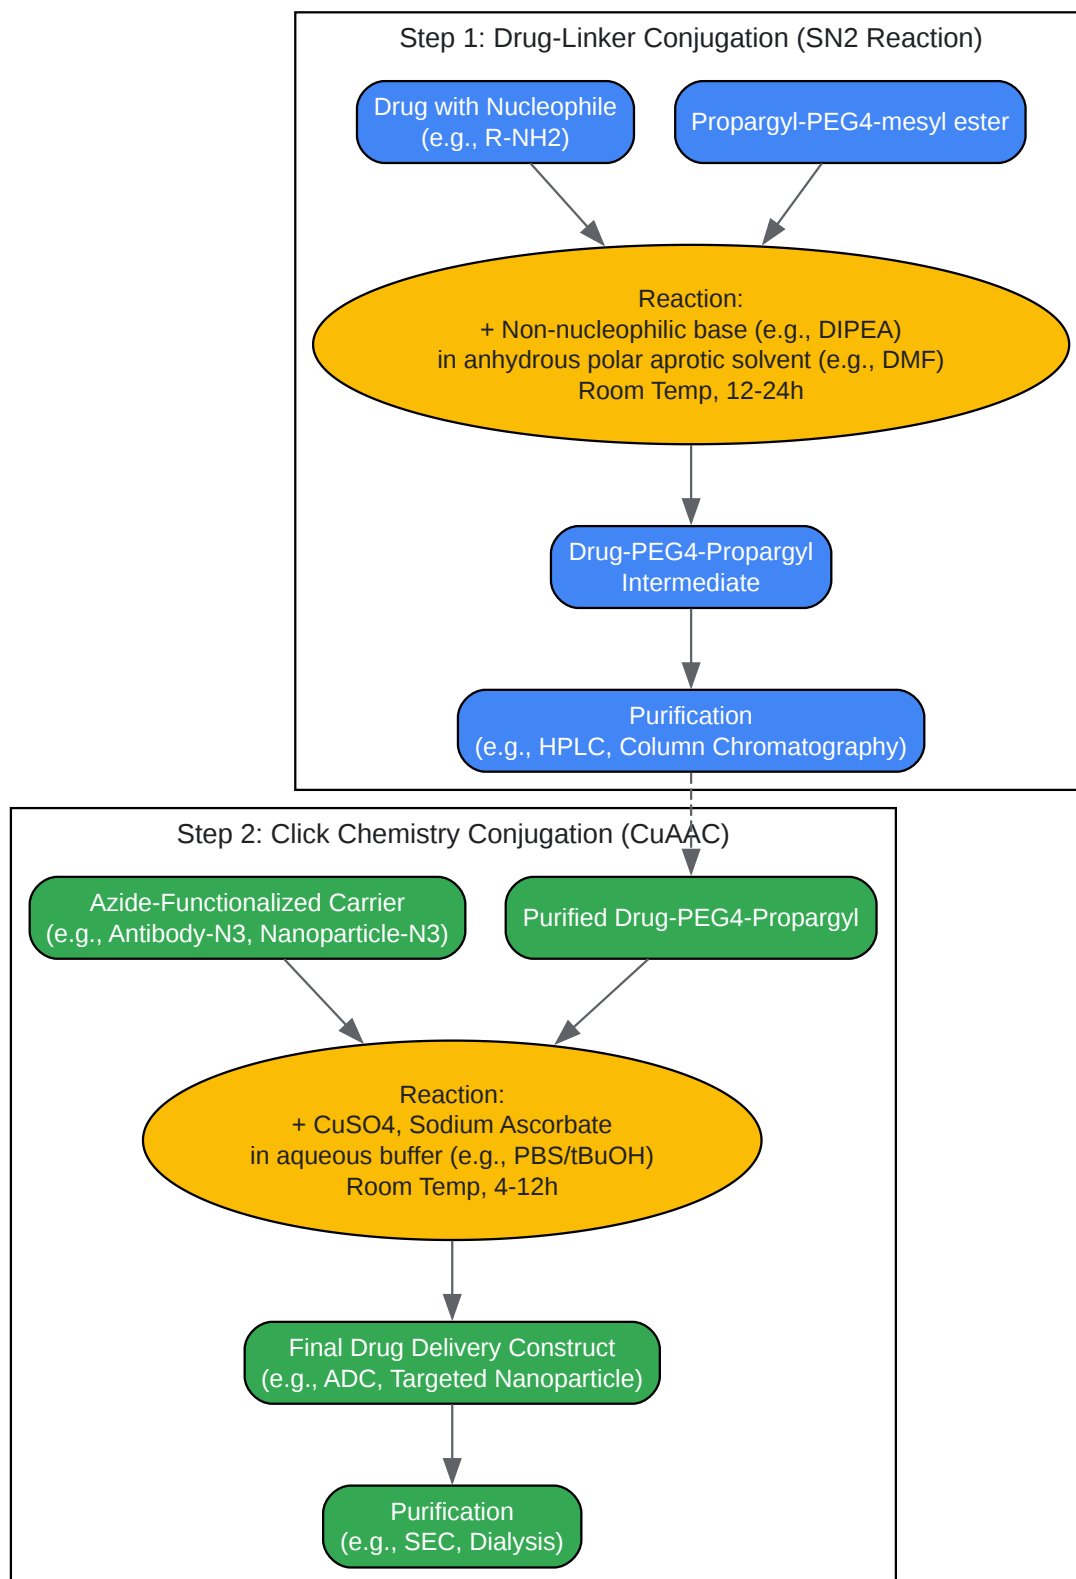 Step 1: Drug-Linker Conjugation (SN2 Reaction)
Drug with Nucleophile
(e.g., R-NH2)
Propargyl-PEG4-mesyl ester
Reaction:
+ Non-nucleophilic base (e.g., DIPEA)
in anhydrous polar aprotic solvent (e.g., DMF)
Room Temp, 12-24h
Drug-PEG4-Propargyl
Intermediate
Purification
(e.g., HPLC, Column Chromatography)
Step 2: Click Chemistry Conjugation (CuAAC)
Azide-Functionalized Carrier
(e.g., Antibody-N3, Nanoparticle-N3)
Purified Drug-PEG4-Propargyl
Reaction:
+ CuSO4, Sodium Ascorbate
in aqueous buffer (e.g., PBS/tBuOH)
Room Temp, 4-12h
Final Drug Delivery Construct
(e.g., ADC, Targeted Nanoparticle)
Purification
(e.g., SEC, Dialysis)